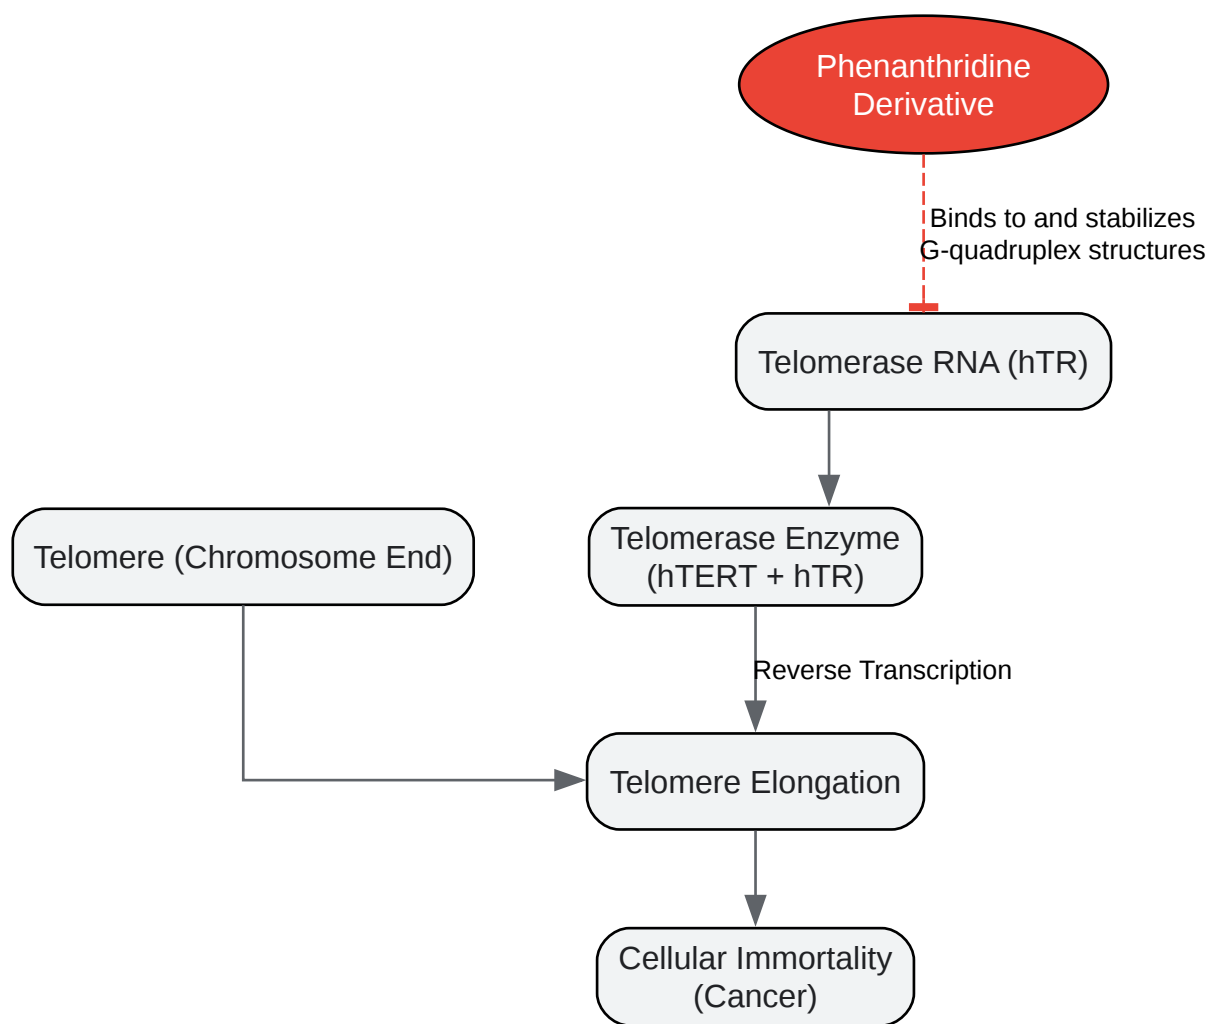 Phenanthridine
Derivative
Binds to and stabilizes
G-quadruplex structures
Telomerase RNA (hTR)
Telomere (Chromosome End)
Telomerase Enzyme
(hTERT + hTR)
Reverse Transcription
Telomere Elongation
Cellular Immortality
(Cancer)